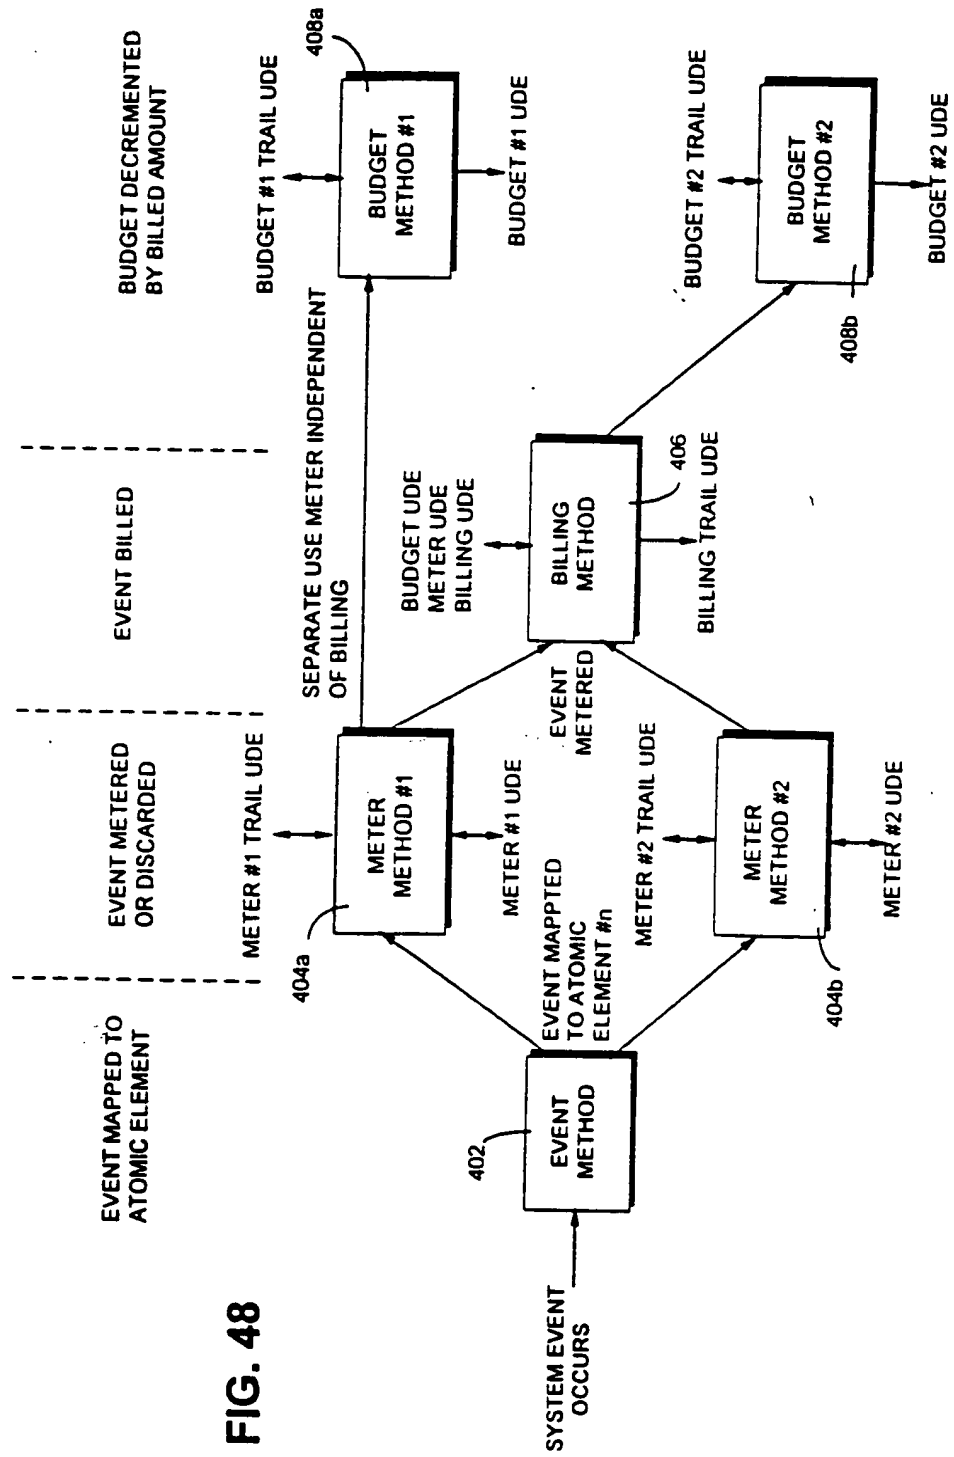 FIG. 48
EVENT MAPPED TO
ATOMIC ELEMENT
EVENT METERED
OR DISCARDED
EVENT BILLED
BUDGET DECREMENTED
BY BILLED AMOUNT
SYSTEM EVENT
OCCURS
402
EVENT
METHOD
EVENT MAPPTED
TO ATOMIC
ELEMENT #n
METER #1 TRAIL UDE
404a
METER
METHOD #1
METER #1 UDE
METER #2 TRAIL UDE
METER
METHOD #2
404b
METER #2 UDE
SEPARATE USE METER INDEPENDENT
OF BILLING
EVENT
METERED
BUDGET UDE
METER UDE
BILLING UDE
BILLING
METHOD
406
BILLING TRAIL UDE
BUDGET #1 TRAIL UDE
408a
BUDGET
METHOD #1
BUDGET #1 UDE
BUDGET #2 TRAIL UDE
BUDGET
METHOD #2
408b
BUDGET #2 UDE